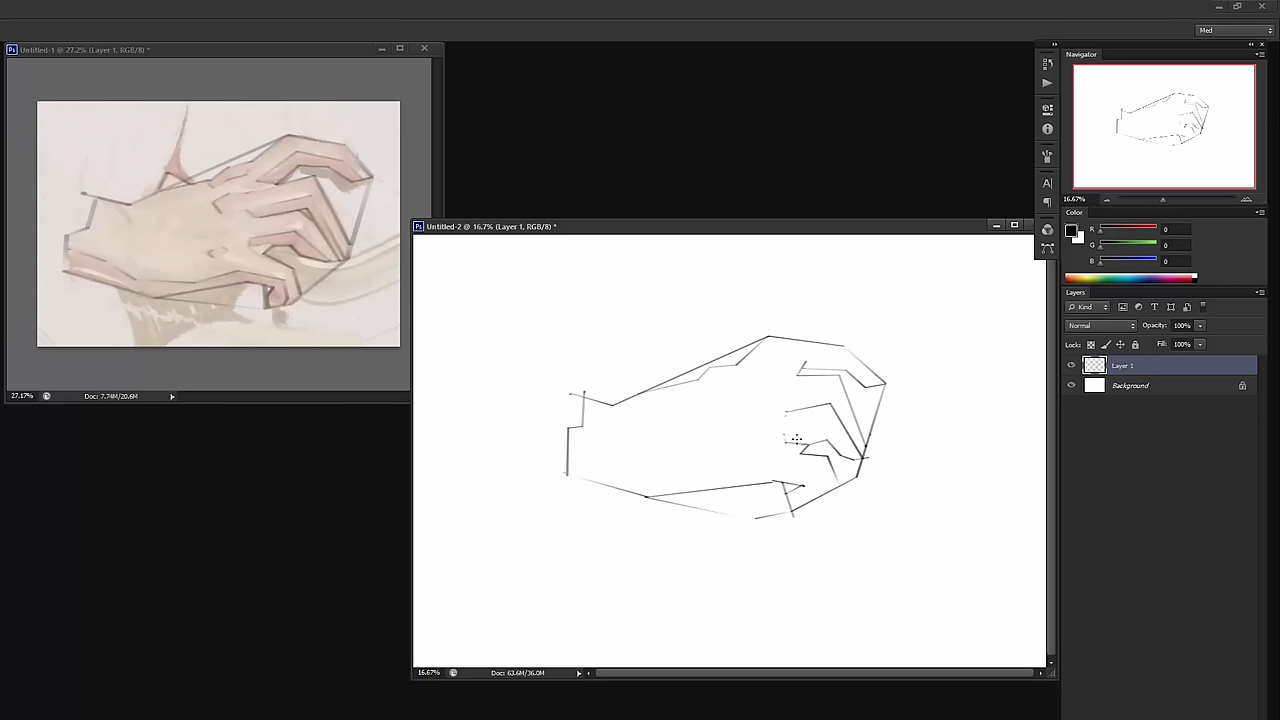 Med
Ps Untitled-1 @ 27.2% (Layer 1, RGB/8) *
Navigator
16.67%
Color
R 0
G 0
B 0
Layers
Kind T
Normal Opacity: 100%
Lock: Fill: 100%
Layer 1
Background
A
27.17% Doc: 7.74M/20.6M
Ps Untitled-2 @ 16.7% (Layer 1, RGB/8) *
16.67% Doc: 63.6M/36.0M